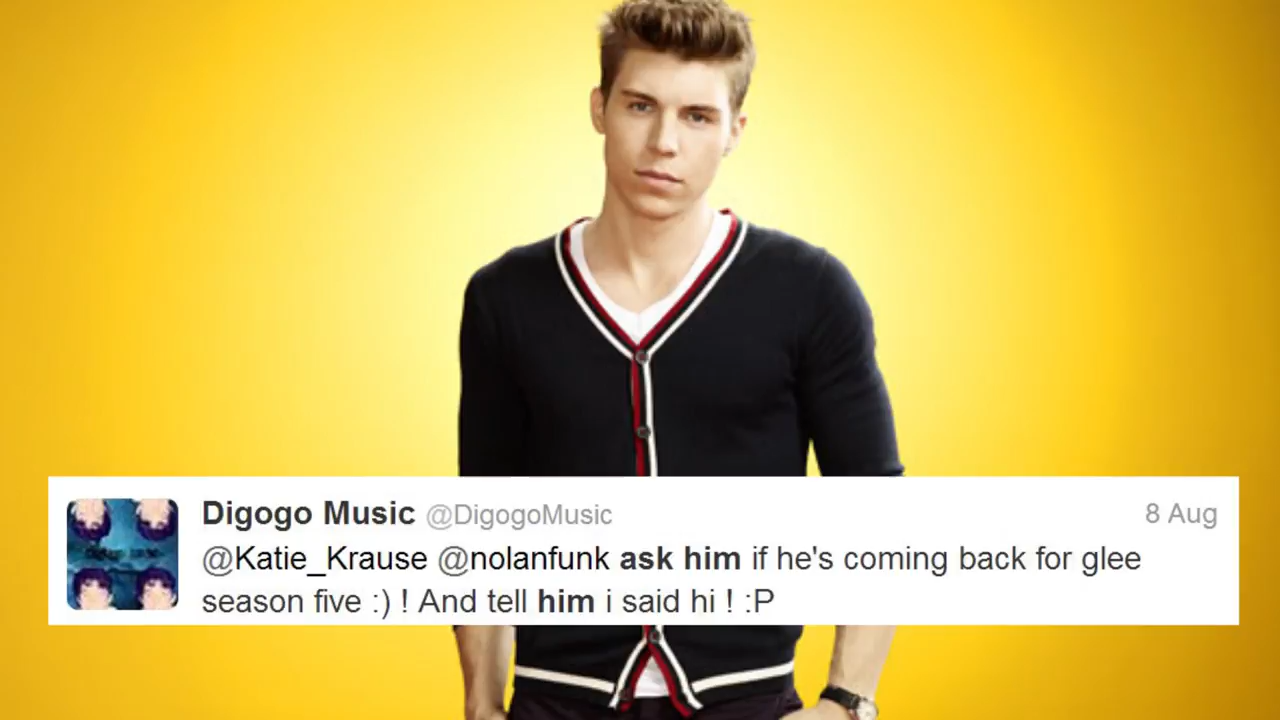 Digogo Music @DigogoMusic 8 Aug
@Katie_Krause @nolanfunk ask him if he's coming back for glee
season five :) ! And tell him i said hi ! :P